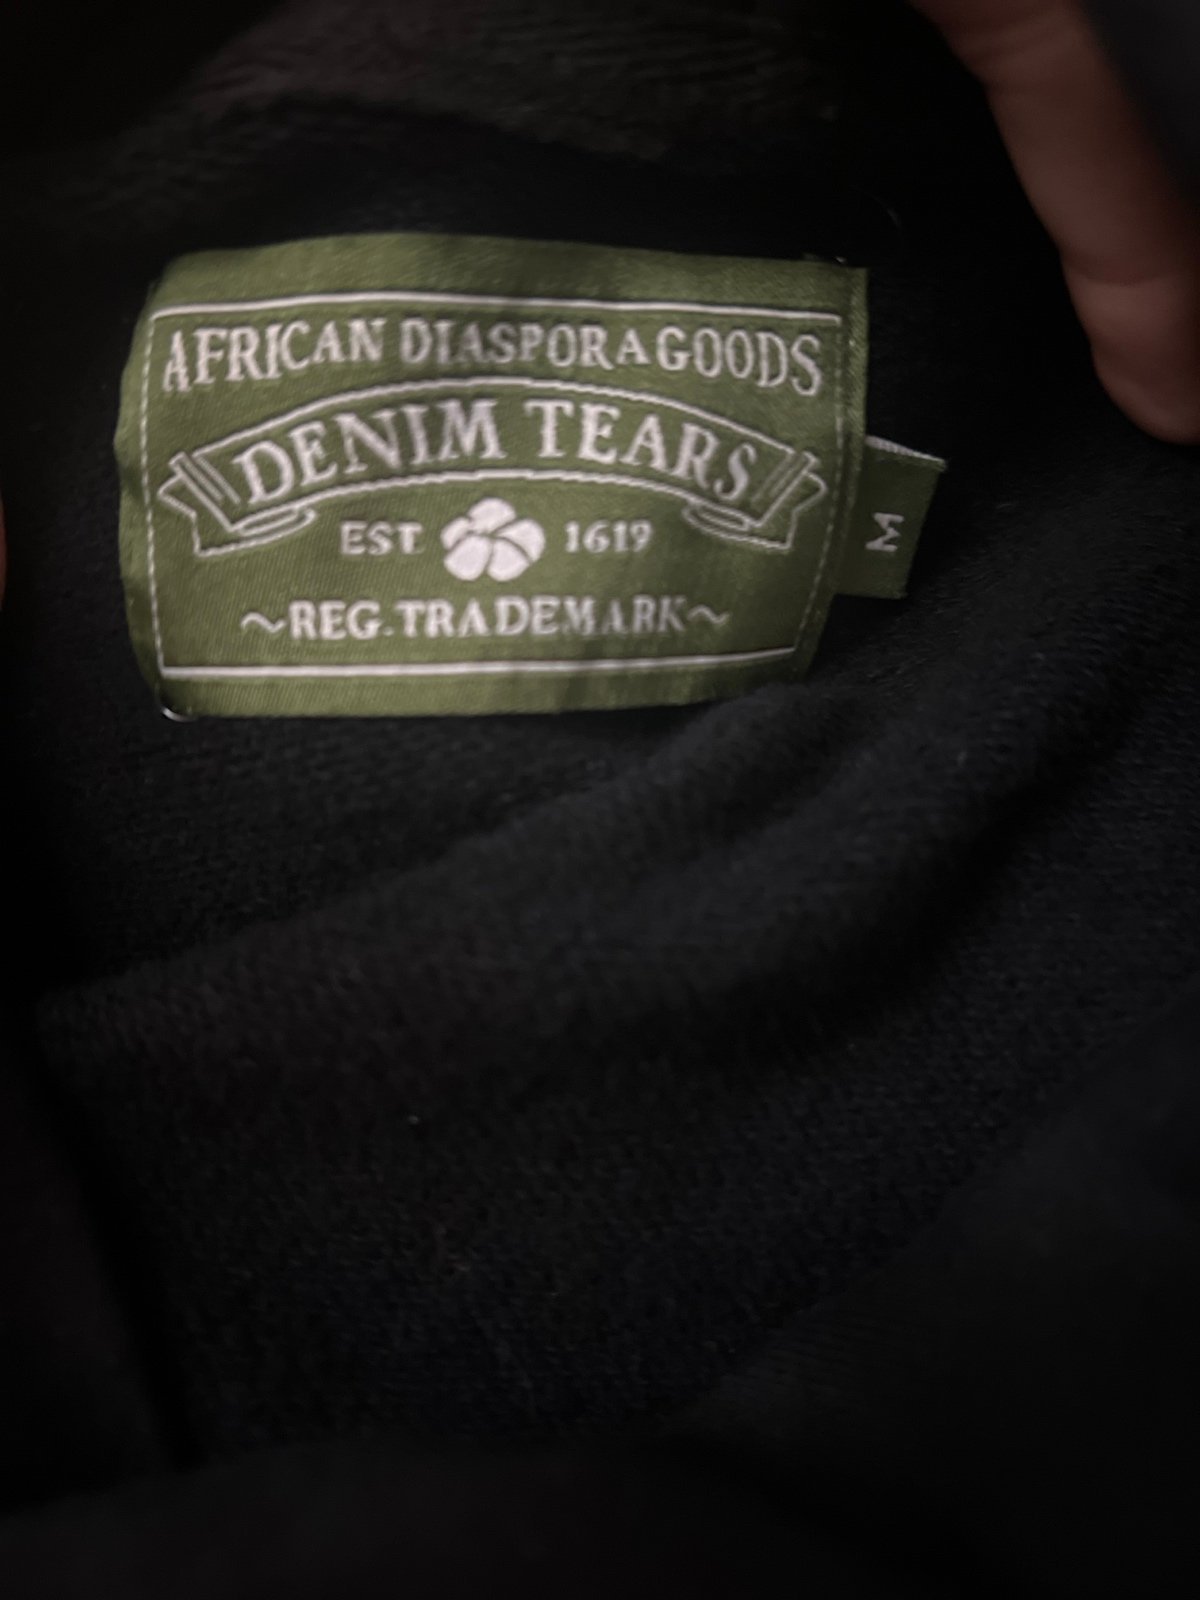 AFRICAN DIASPORA GOODS
DENIM TEARS
EST 1619
~REG. TRADEMARK~
M